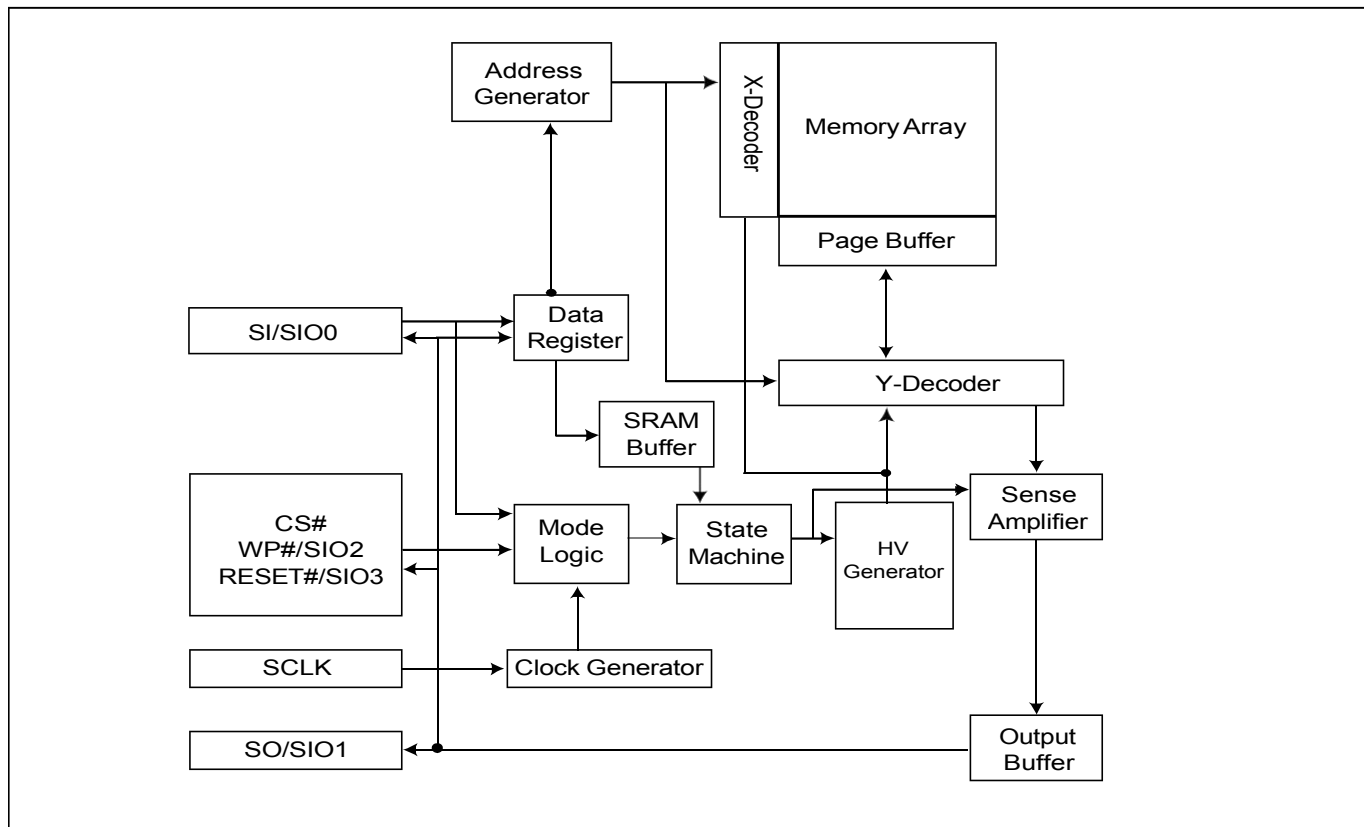 Address
Generator
X-Decoder
Memory Array
Page Buffer
SI/SIO0
Data
Register
Y-Decoder
SRAM
Buffer
CS#
WP#/SIO2
RESET#/SIO3
Mode
Logic
State
Machine
HV
Generator
Sense
Amplifier
SCLK
Clock Generator
SO/SIO1
Output
Buffer